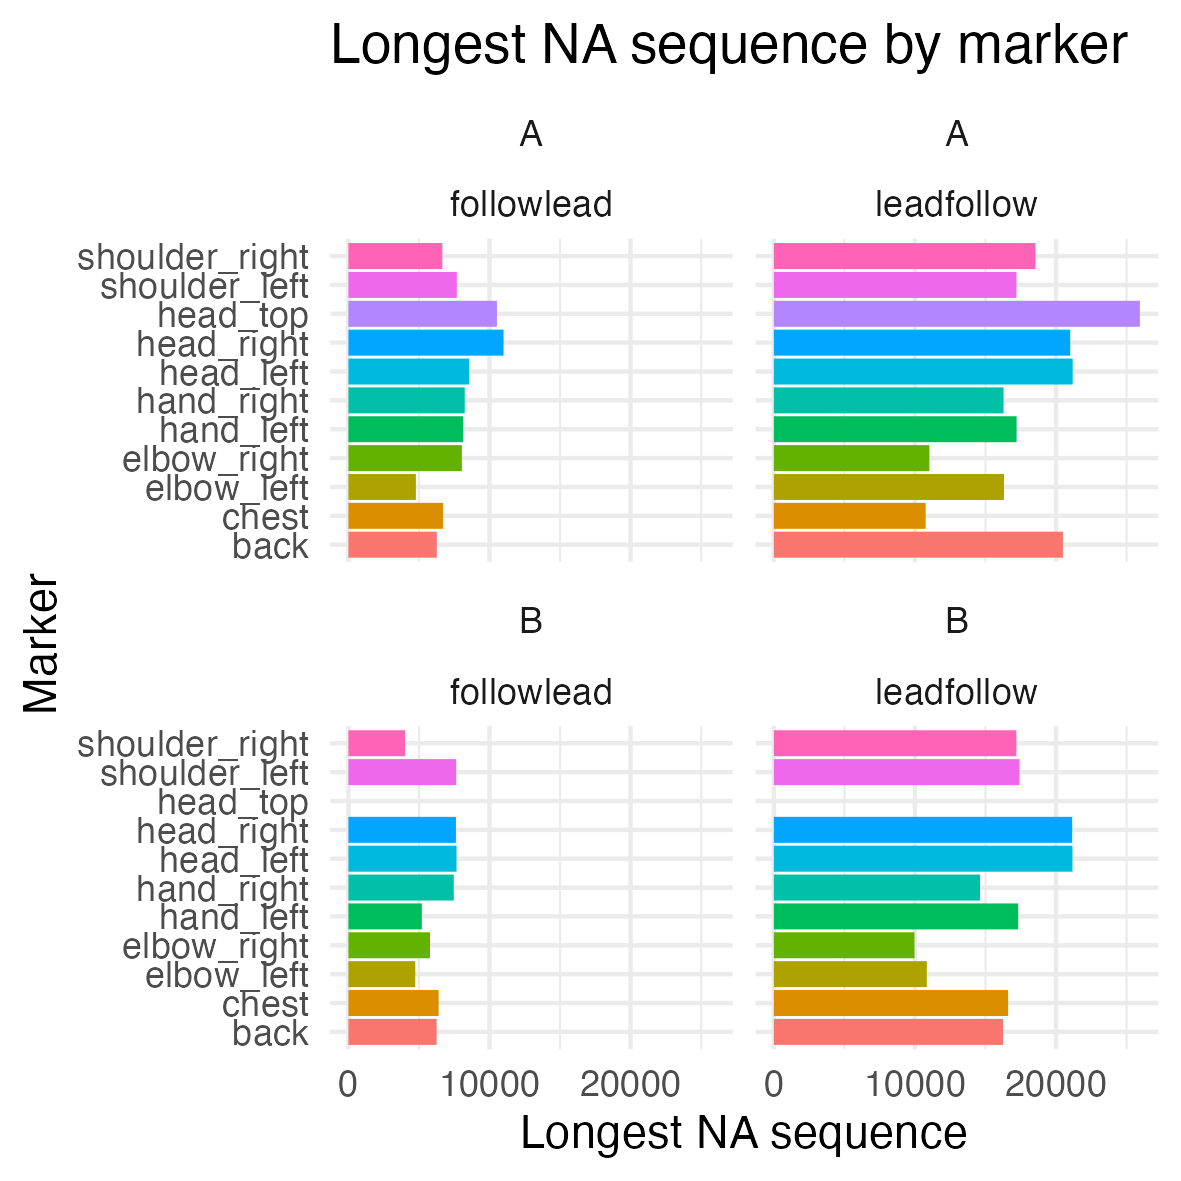 Longest NA sequence by marker
A
A
followlead
leadfollow
shoulder_right
shoulder_left
head_top
head_right
head_left
hand_right
hand_left
elbow_right
elbow_left
chest
back
Marker
B
B
followlead
leadfollow
shoulder_right
shoulder_left
head_top
head_right
head_left
hand_right
hand_left
elbow_right
elbow_left
chest
back
0 10000 20000
0 10000 20000
Longest NA sequence